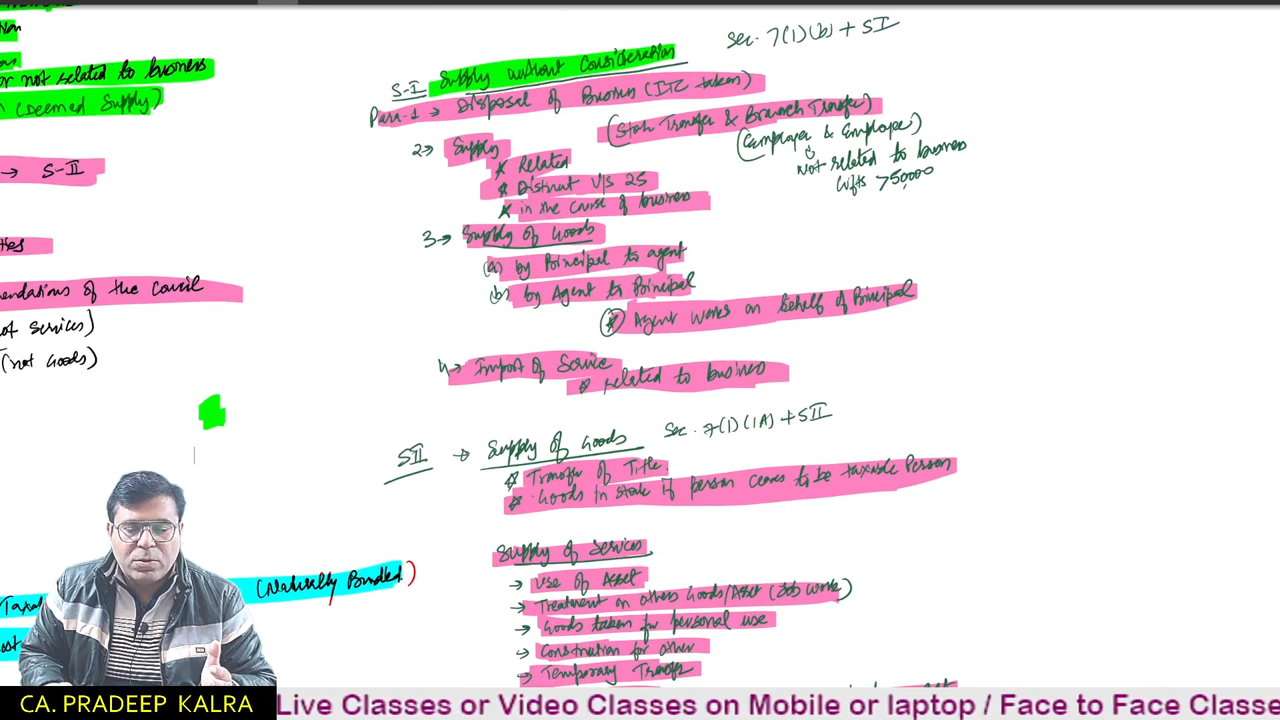 or not related to business
(Deemed Supply)
→ S-II
endations of the Council
of services]
(not Goods)
(Naturally Bundled)
Sec. 7(1)(b) + SI
S-I Supply without Consideration
Para-1 → Disposal of Business (ITC taken)
(Stock Transfer & Branch Transfer)
(Employer & Employee)
Not related to business
Gifts >50,000
2→ Supply
* Related
* Distinct v/s 25
* in the course of business
3→ Supply of Goods
(a) by Principal to agent
(b) by Agent to Principal
* Agent works on behalf of Principal
4→ Import of Service
* related to business
SII → Supply of Goods
Sec. 7(1)(1A) + SII
* Transfer of Title
* Goods in stock if person ceases to be taxable Person
Supply of Services
→ Use of Asset
→ Treatment on others Goods/Asset (Job work)
→ Goods taken for personal use
→ Construction for other
→ Temporary Transfer
CA. PRADEEP KALRA
Live Classes or Video Classes on Mobile or laptop / Face to Face Classe